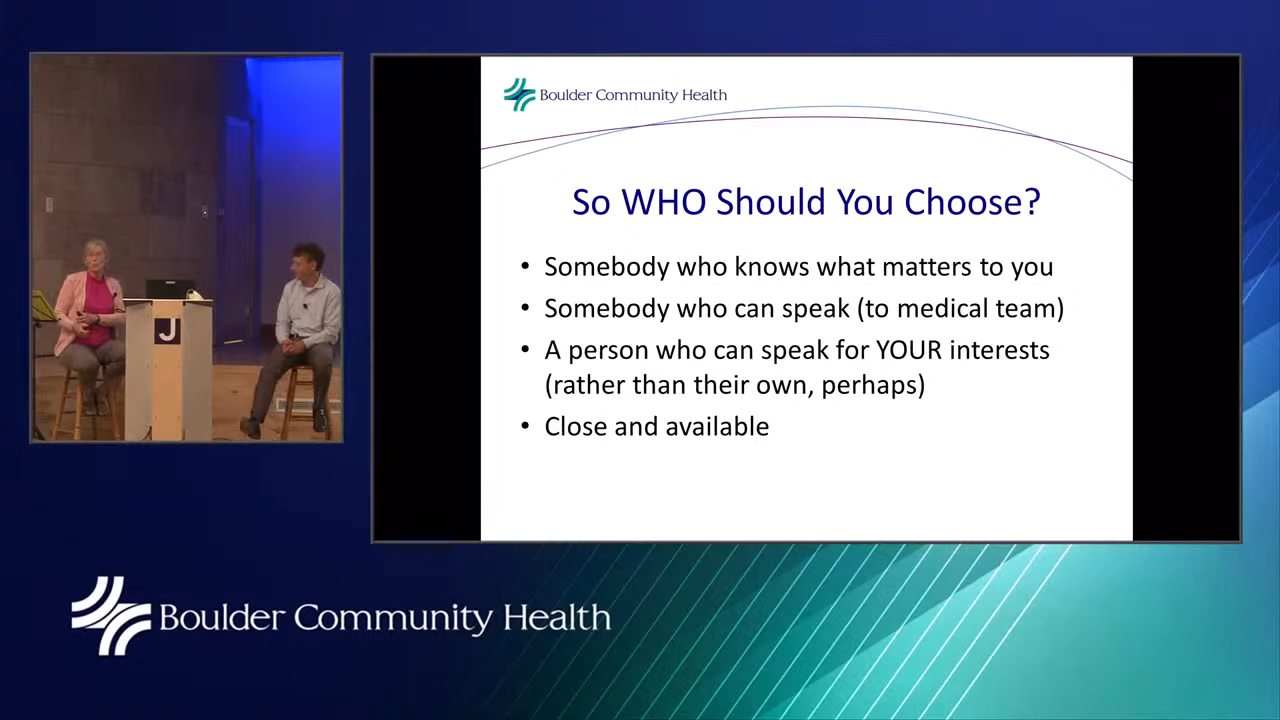 Boulder Community Health
So WHO Should You Choose?
• Somebody who knows what matters to you
• Somebody who can speak (to medical team)
• A person who can speak for YOUR interests
(rather than their own, perhaps)
• Close and available
J
Boulder Community Health